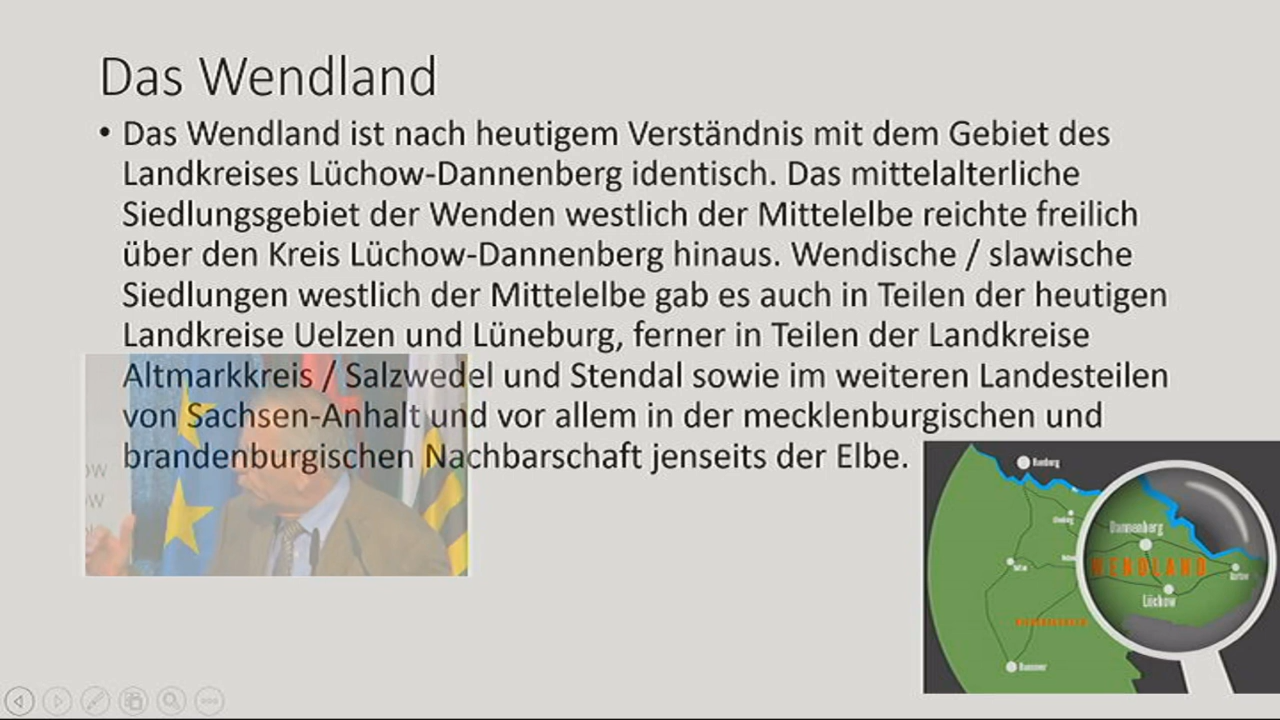 Das Wendland
• Das Wendland ist nach heutigem Verständnis mit dem Gebiet des
Landkreises Lüchow-Dannenberg identisch. Das mittelalterliche
Siedlungsgebiet der Wenden westlich der Mittelelbe reichte freilich
über den Kreis Lüchow-Dannenberg hinaus. Wendische / slawische
Siedlungen westlich der Mittelelbe gab es auch in Teilen der heutigen
Landkreise Uelzen und Lüneburg, ferner in Teilen der Landkreise
Altmarkkreis / Salzwedel und Stendal sowie im weiteren Landesteilen
von Sachsen-Anhalt und vor allem in der mecklenburgischen und
brandenburgischen Nachbarschaft jenseits der Elbe.
Hamburg
Dannenberg
WENDLAND
Lüchow
Hannover